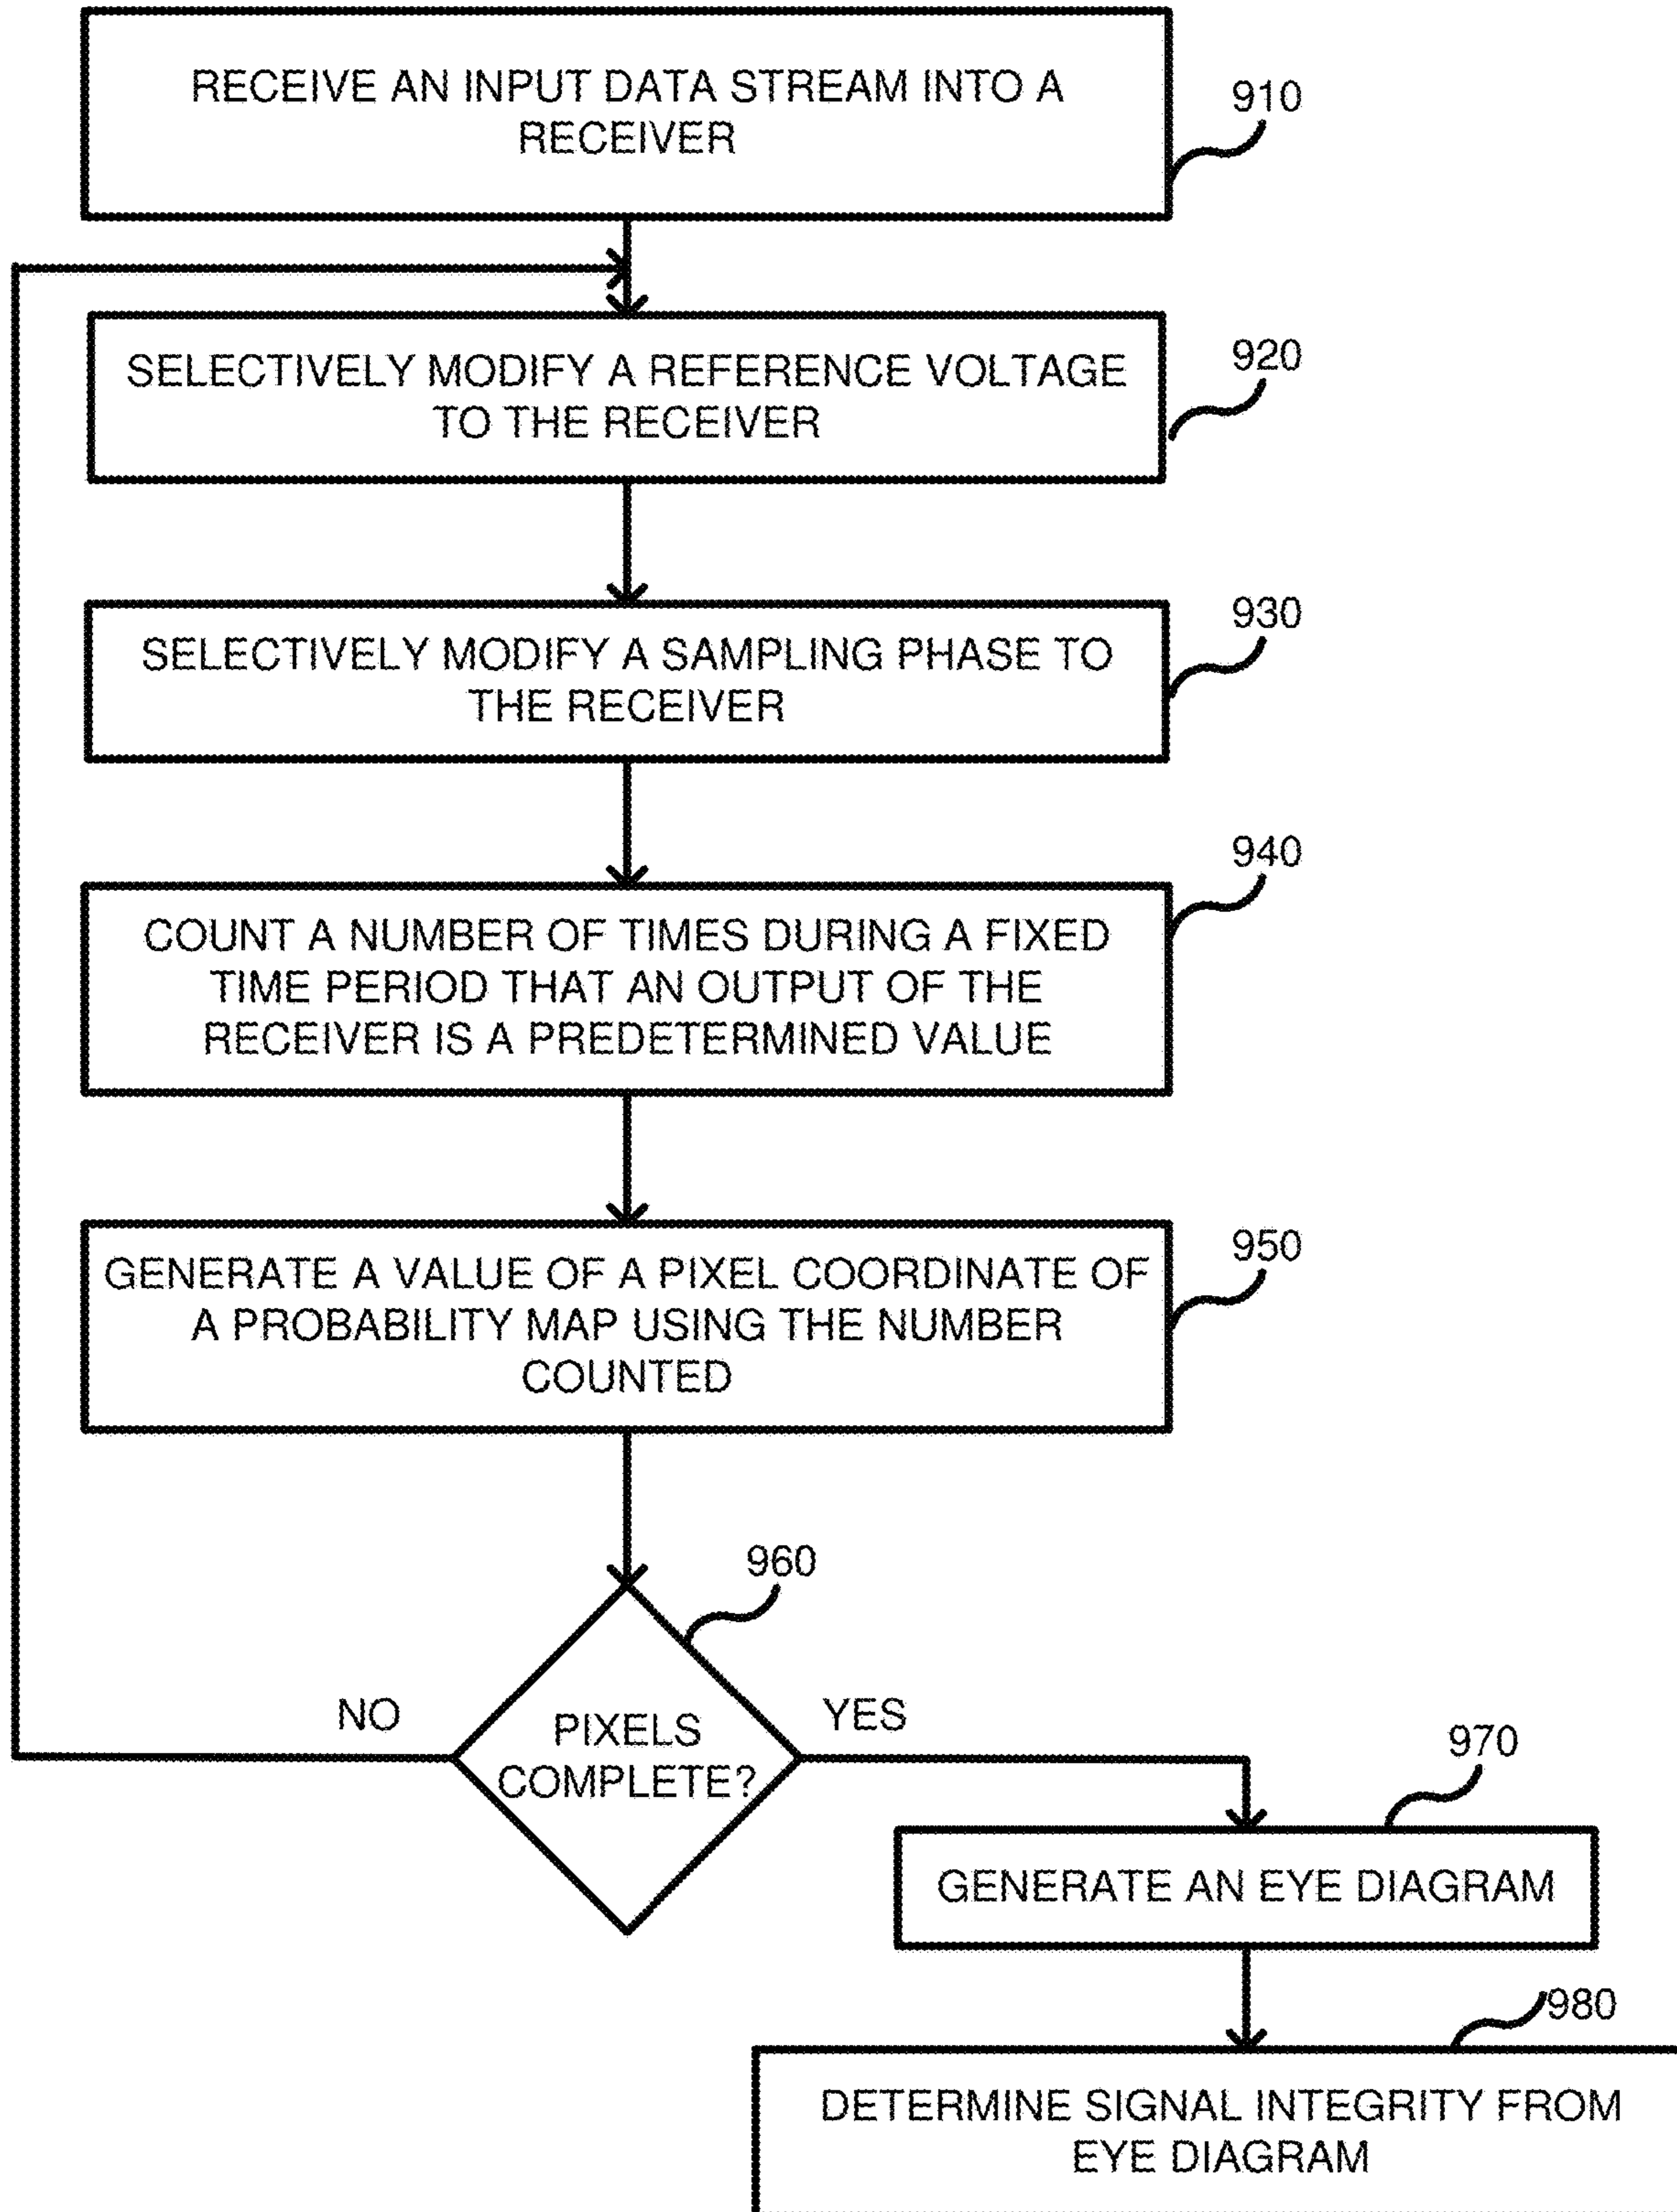 RECEIVE AN INPUT DATA STREAM INTO A
RECEIVER
910
SELECTIVELY MODIFY A REFERENCE VOLTAGE
TO THE RECEIVER
920
SELECTIVELY MODIFY A SAMPLING PHASE TO
THE RECEIVER
930
COUNT A NUMBER OF TIMES DURING A FIXED
TIME PERIOD THAT AN OUTPUT OF THE
RECEIVER IS A PREDETERMINED VALUE
940
GENERATE A VALUE OF A PIXEL COORDINATE OF
A PROBABILITY MAP USING THE NUMBER
COUNTED
950
960
NO
PIXELS
COMPLETE?
YES
970
GENERATE AN EYE DIAGRAM
980
DETERMINE SIGNAL INTEGRITY FROM
EYE DIAGRAM